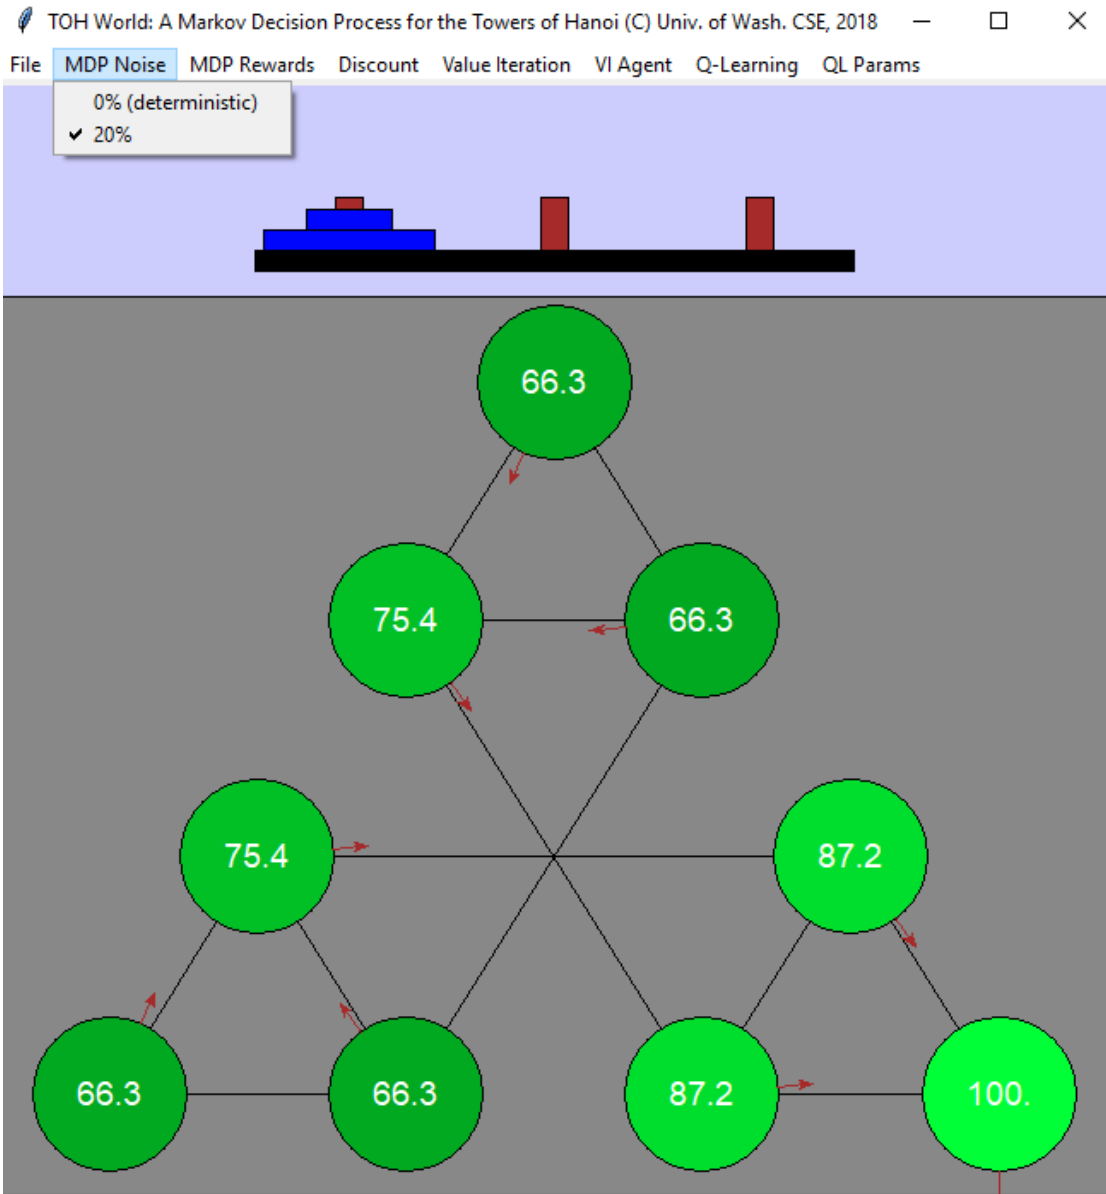 TOH World: A Markov Decision Process for the Towers of Hanoi (C) Univ. of Wash. CSE, 2018
File MDP Noise MDP Rewards Discount Value Iteration VI Agent Q-Learning QL Params
0% (deterministic)
20%
66.3
75.4 66.3
75.4 87.2
66.3 66.3 87.2 100.